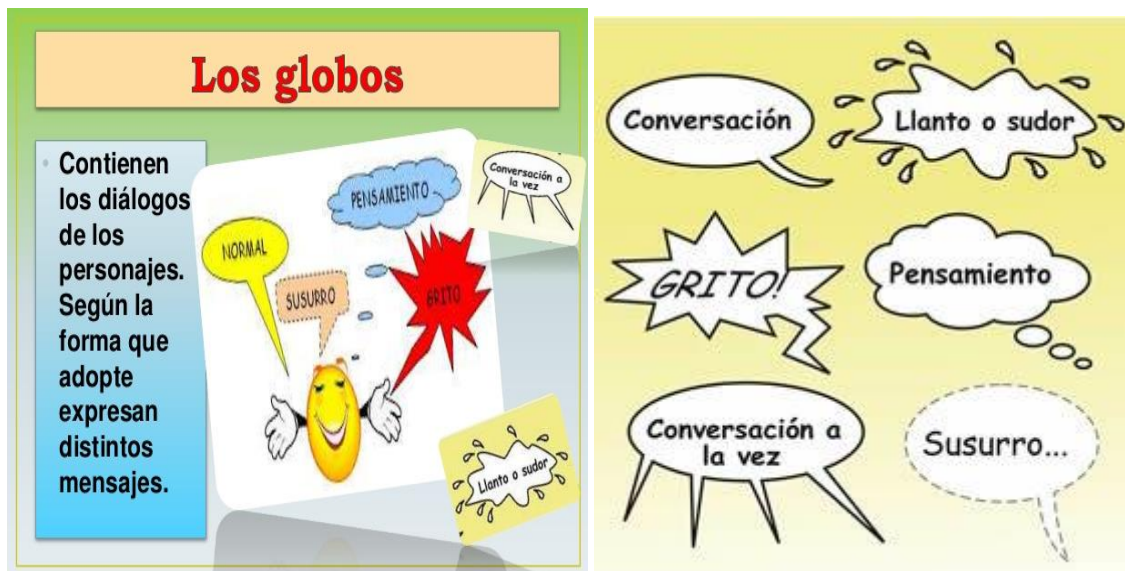 Los globos
Contienen
los diálogos
de los
personajes.
Según la
forma que
adopte
expresan
distintos
mensajes.
NORMAL
SUSURRO
PENSAMIENTO
GRITO
Conversación a
la vez
Llanto o sudor
Conversación
Llanto o sudor
GRITO!
Pensamiento
Conversación a
la vez
Susurro...